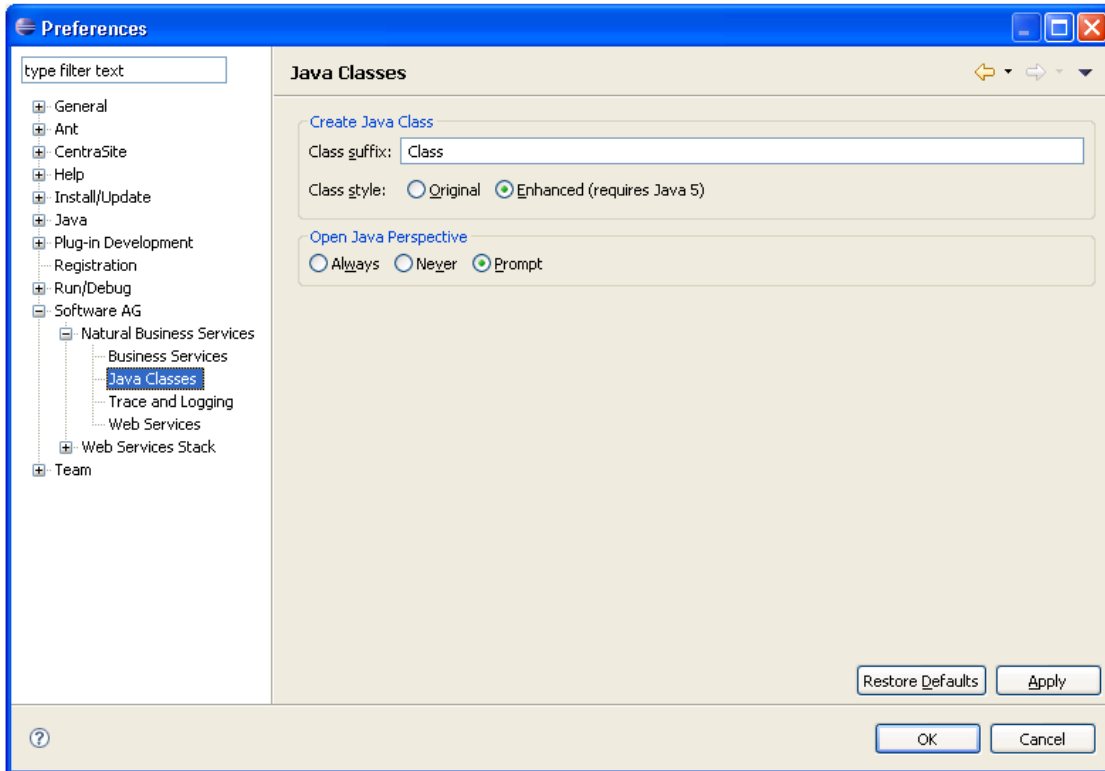 Preferences
type filter text
Java Classes
General
Ant
CentraSite
Help
Install/Update
Java
Plug-in Development
Registration
Run/Debug
Software AG
Natural Business Services
Business Services
Java Classes
Trace and Logging
Web Services
Web Services Stack
Team
Create Java Class
Class suffix: Class
Class style: Original Enhanced (requires Java 5)
Open Java Perspective
Always Never Prompt
Restore Defaults Apply
? OK Cancel